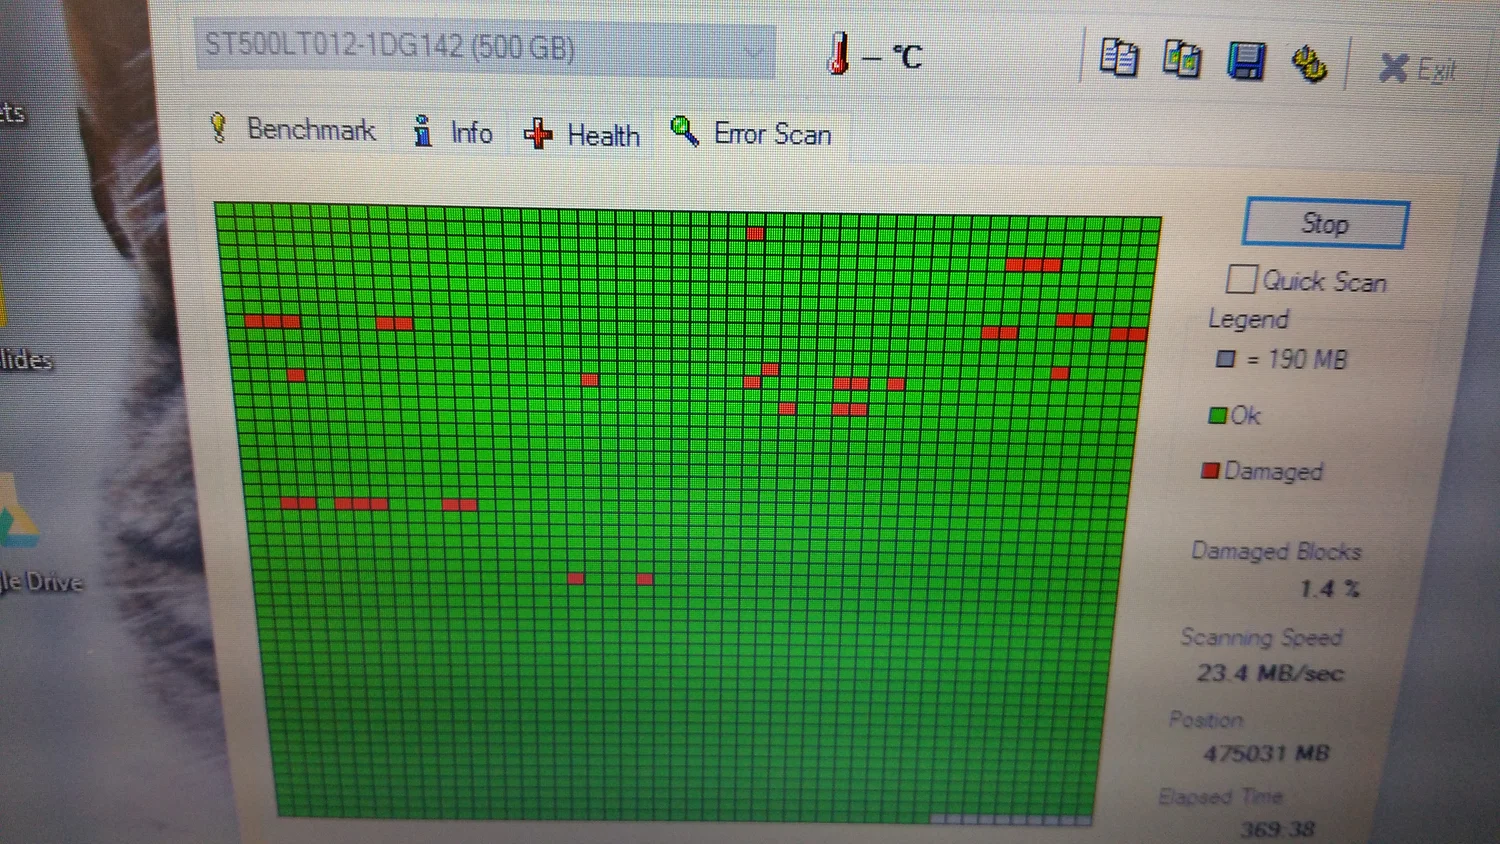 ST500LT012-1DG142 (500 GB)
– °C
Exit
Benchmark
Info
Health
Error Scan
Stop
Quick Scan
Legend
= 190 MB
Ok
Damaged
Damaged Blocks
1.4 %
Scanning Speed
23.4 MB/sec
Position
475031 MB
Elapsed Time
369:38
ets
lides
le Drive